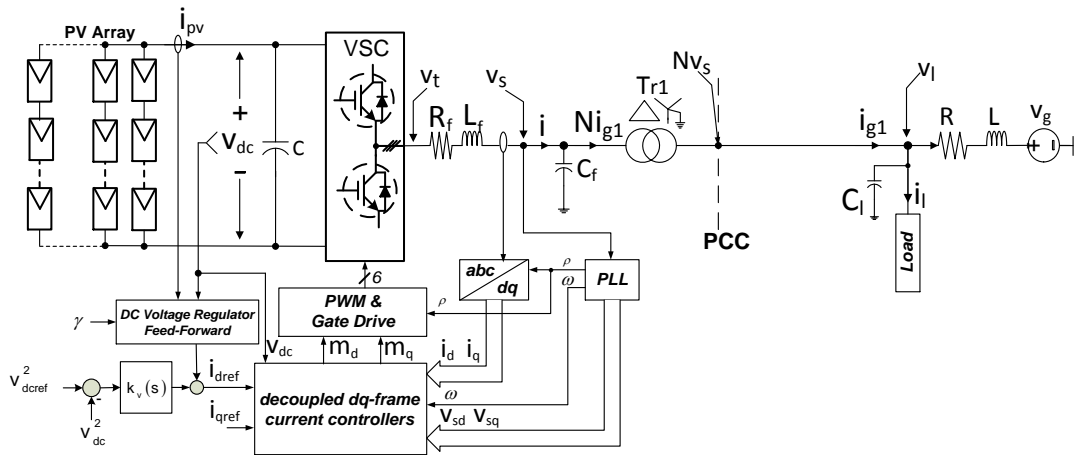 PV Array
i_pv
VSC
v_t
v_s
Nv_s
v_l
Tr1
R_f
L_f
i
Ni_g1
i_g1
R
L
v_g
+
V_dc
-
C
C_f
C_l
i_l
+ -
PCC
Load
6
abc
dq
ρ
ω
PLL
PWM &
Gate Drive
ρ
DC Voltage Regulator
Feed-Forward
γ
v_dc
m_d
m_q
i_d
i_q
ω
v_sd
v_sq
v²_dcref
-
v²_dc
k_v(s)
i_dref
i_qref
decoupled dq-frame
current controllers